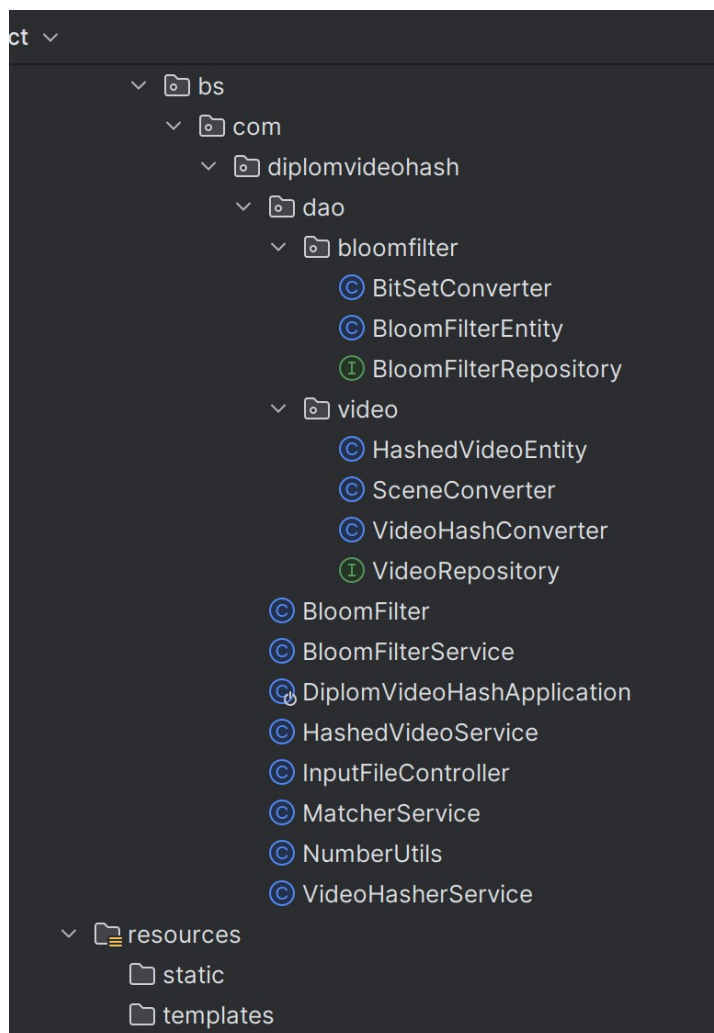 ct
bs
com
diplomvideohash
dao
bloomfilter
BitSetConverter
BloomFilterEntity
BloomFilterRepository
video
HashedVideoEntity
SceneConverter
VideoHashConverter
VideoRepository
BloomFilter
BloomFilterService
DiplomVideoHashApplication
HashedVideoService
InputFileController
MatcherService
NumberUtils
VideoHasherService
resources
static
templates